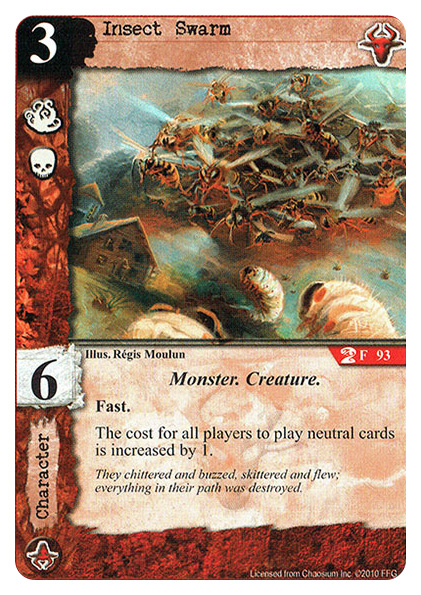 3
Insect Swarm
Illus. Régis Moulun
F 93
6
Monster. Creature.
Fast.
The cost for all players to play neutral cards
is increased by 1.
They chittered and buzzed, skittered and flew;
everything in their path was destroyed.
Character
Licensed from Chaosium Inc. ©2010 FFG